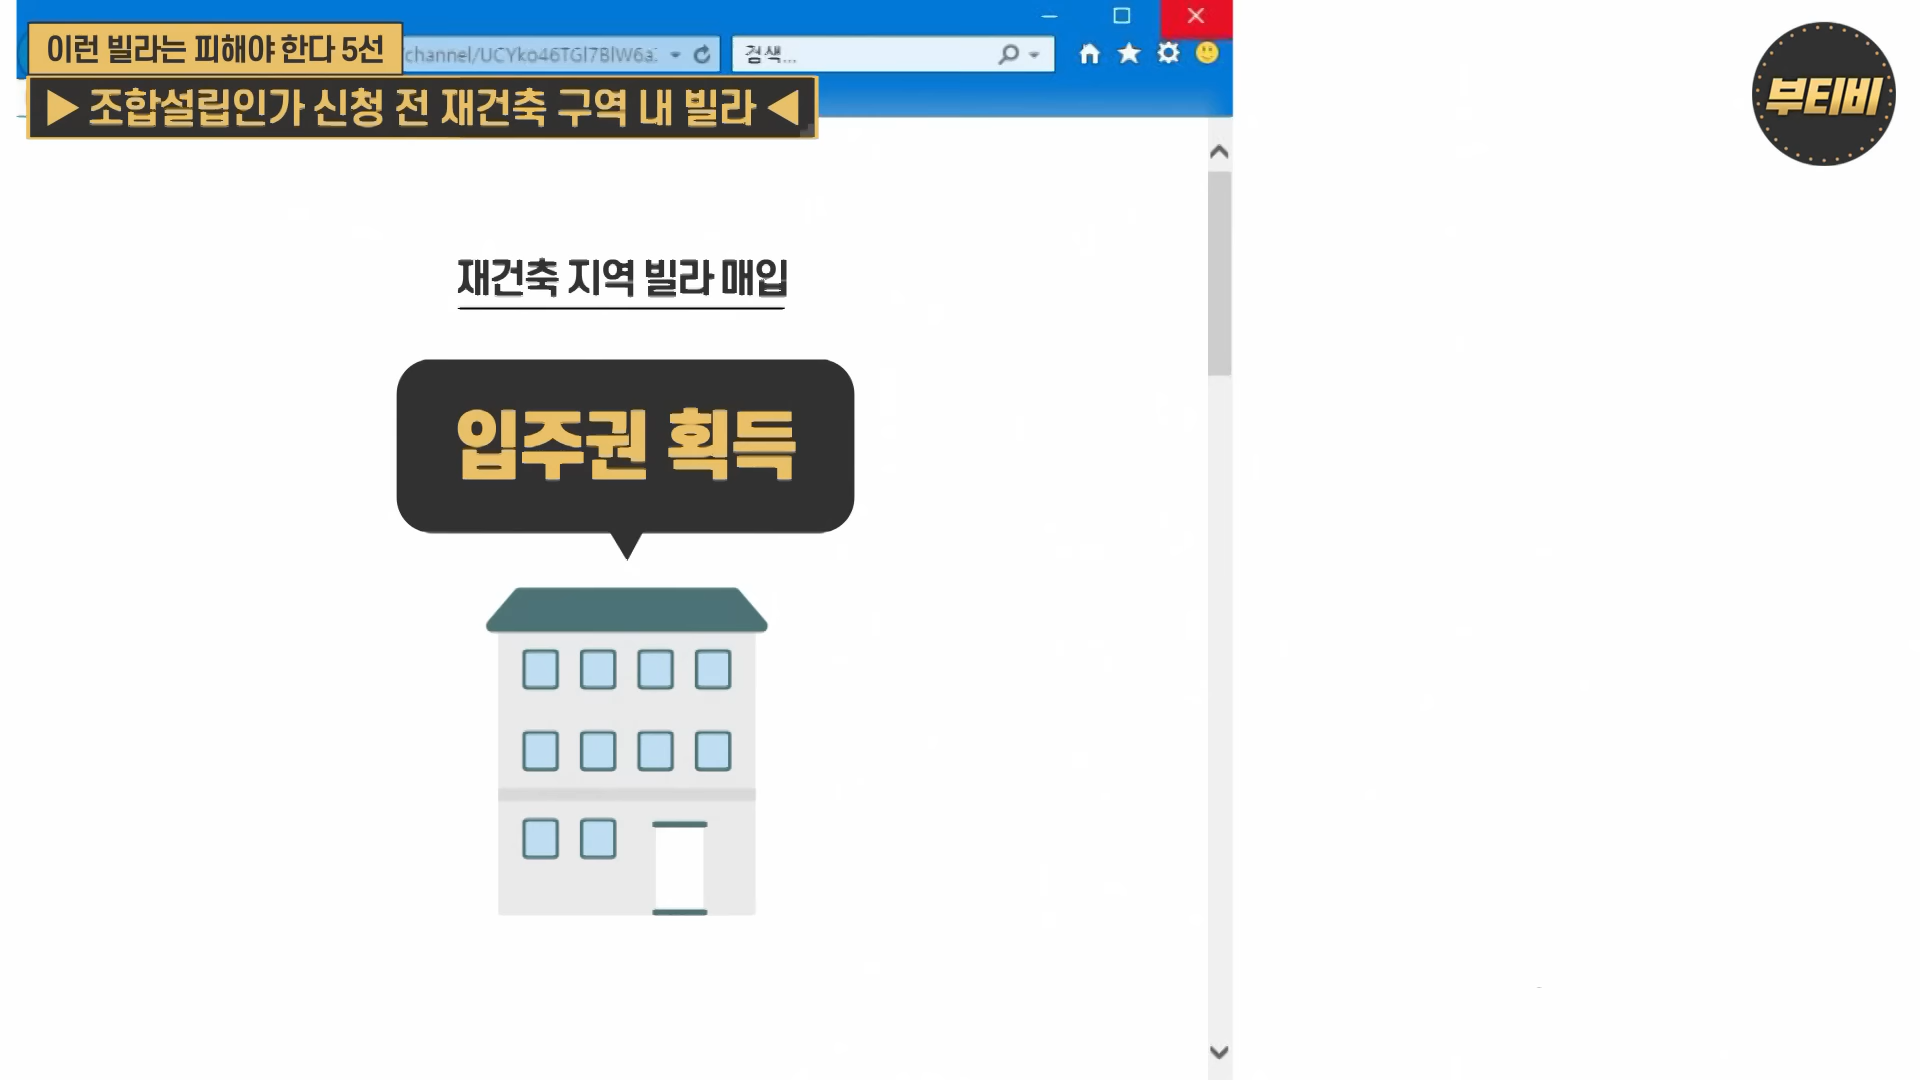 이런 빌라는 피해야 한다 5선
channel/UCYko46TGl7BlW6a
검색...
▶ 조합설립인가 신청 전 재건축 구역 내 빌라 ◀
부티비
재건축 지역 빌라 매입
입주권 획득